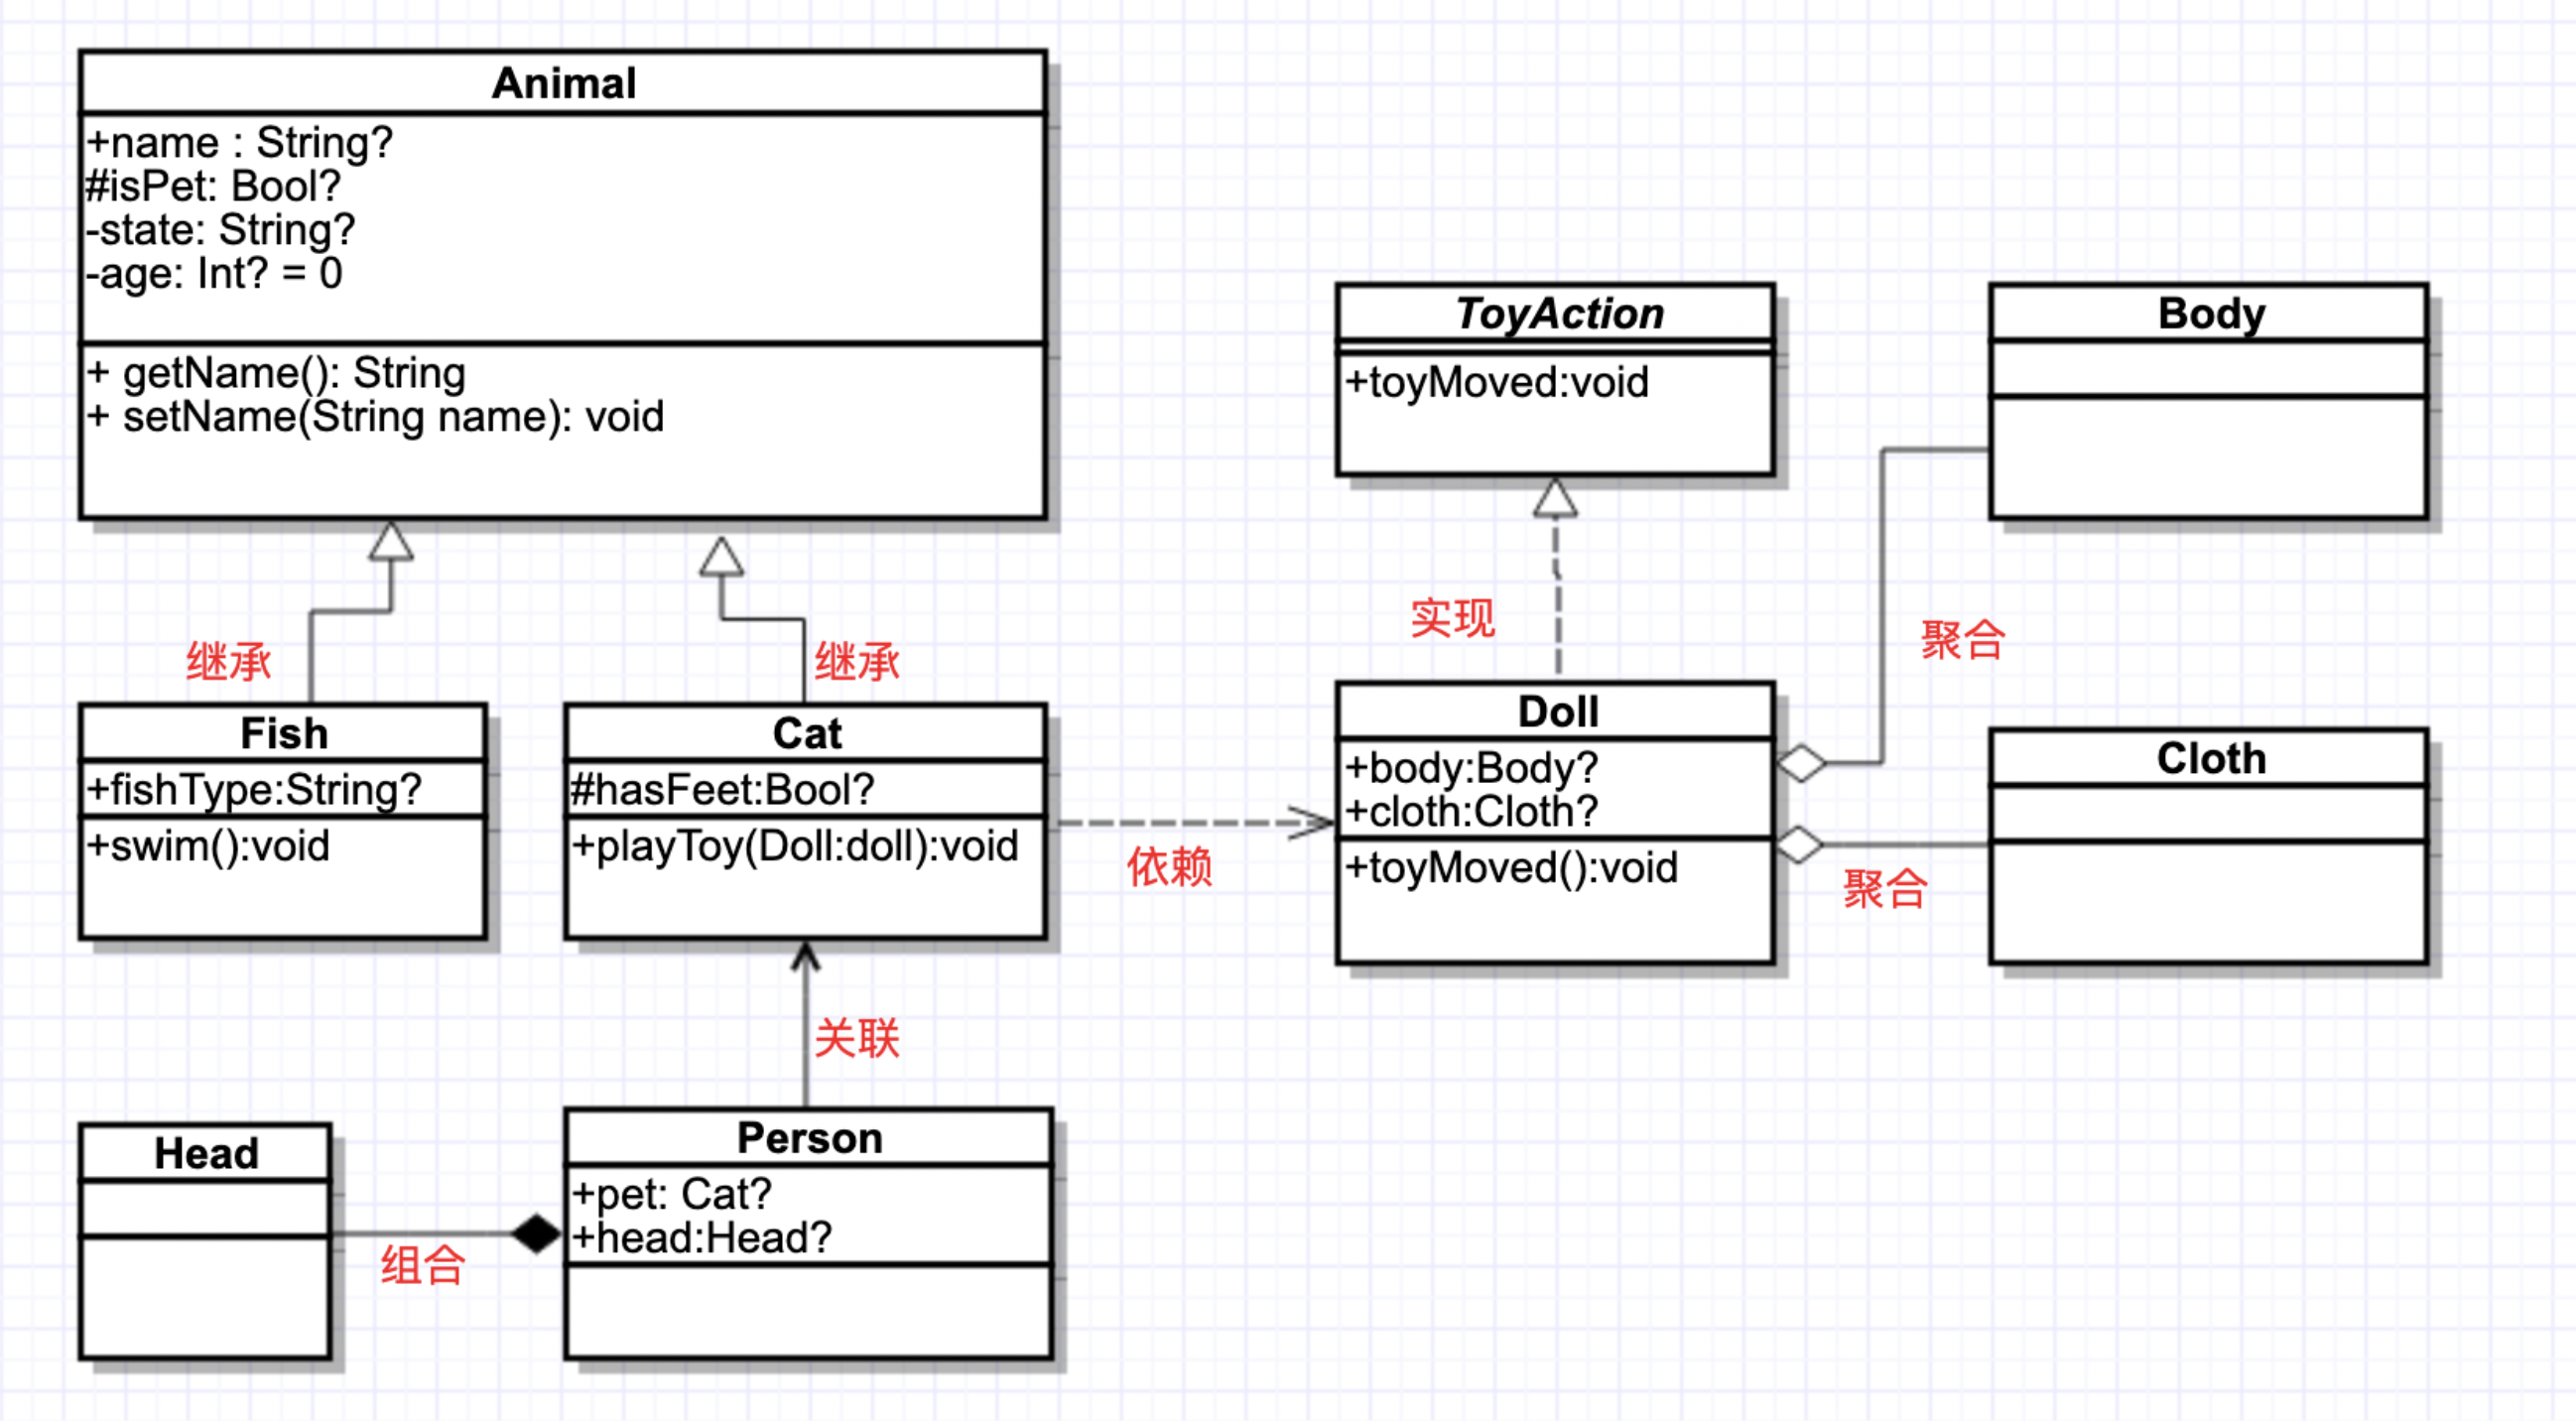 Animal
+name : String?
#isPet: Bool?
-state: String?
-age: Int? = 0
+ getName(): String
+ setName(String name): void
ToyAction
+toyMoved:void
Body
继承
继承
实现
聚合
Fish
+fishType:String?
+swim():void
Cat
#hasFeet:Bool?
+playToy(Doll:doll):void
依赖
Doll
+body:Body?
+cloth:Cloth?
+toyMoved():void
聚合
Cloth
关联
Head
组合
Person
+pet: Cat?
+head:Head?